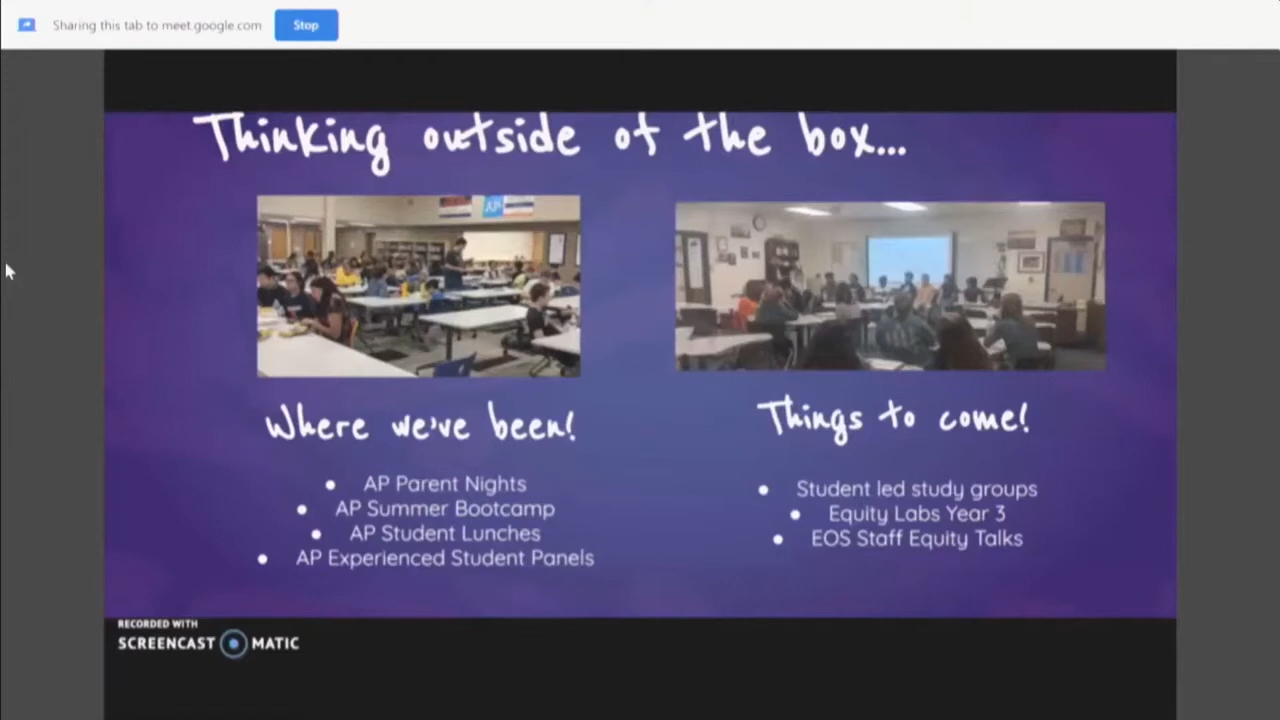 Sharing this tab to meet.google.com
Stop
Thinking outside of the box...
AP
Where we've been!
• AP Parent Nights
• AP Summer Bootcamp
• AP Student Lunches
• AP Experienced Student Panels
Things to come!
• Student led study groups
• Equity Labs Year 3
• EOS Staff Equity Talks
RECORDED WITH
SCREENCAST MATIC